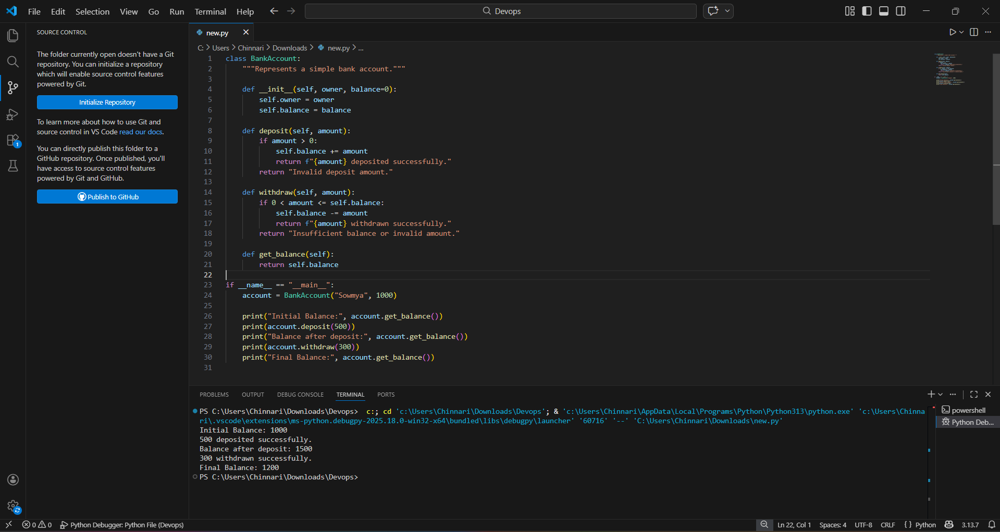 File Edit Selection View Go Run Terminal Help
Devops
SOURCE CONTROL
The folder currently open doesn't have a Git
repository. You can initialize a repository
which will enable source control features
powered by Git.
Initialize Repository
To learn more about how to use Git and
source control in VS Code read our docs.
You can directly publish this folder to a
GitHub repository. Once published, you'll
have access to source control features
powered by Git and GitHub.
Publish to GitHub
1
new.py
C: > Users > Chinnari > Downloads > new.py > ...
1 class BankAccount:
2     """Represents a simple bank account."""
3
4     def __init__(self, owner, balance=0):
5         self.owner = owner
6         self.balance = balance
7
8     def deposit(self, amount):
9         if amount > 0:
10             self.balance += amount
11             return f"{amount} deposited successfully."
12         return "Invalid deposit amount."
13
14     def withdraw(self, amount):
15         if 0 < amount <= self.balance:
16             self.balance -= amount
17             return f"{amount} withdrawn successfully."
18         return "Insufficient balance or invalid amount."
19
20     def get_balance(self):
21         return self.balance
22
23 if __name__ == "__main__":
24     account = BankAccount("Sowmya", 1000)
25
26     print("Initial Balance:", account.get_balance())
27     print(account.deposit(500))
28     print("Balance after deposit:", account.get_balance())
29     print(account.withdraw(300))
30     print("Final Balance:", account.get_balance())
31
PROBLEMS OUTPUT DEBUG CONSOLE TERMINAL PORTS
PS C:\Users\Chinnari\Downloads\Devops>  c:; cd 'c:\Users\Chinnari\Downloads\Devops'; & 'c:\Users\Chinnari\AppData\Local\Programs\Python\Python313\python.exe' 'c:\Users\Chinna
ri\.vscode\extensions\ms-python.debugpy-2025.18.0-win32-x64\bundled\libs\debugpy\launcher' '60716' '--' 'C:\Users\Chinnari\Downloads\new.py'
Initial Balance: 1000
500 deposited successfully.
Balance after deposit: 1500
300 withdrawn successfully.
Final Balance: 1200
PS C:\Users\Chinnari\Downloads\Devops>
powershell
Python Deb...
0 0 Python Debugger: Python File (Devops)
Ln 22, Col 1 Spaces: 4 UTF-8 CRLF {} Python 3.13.7